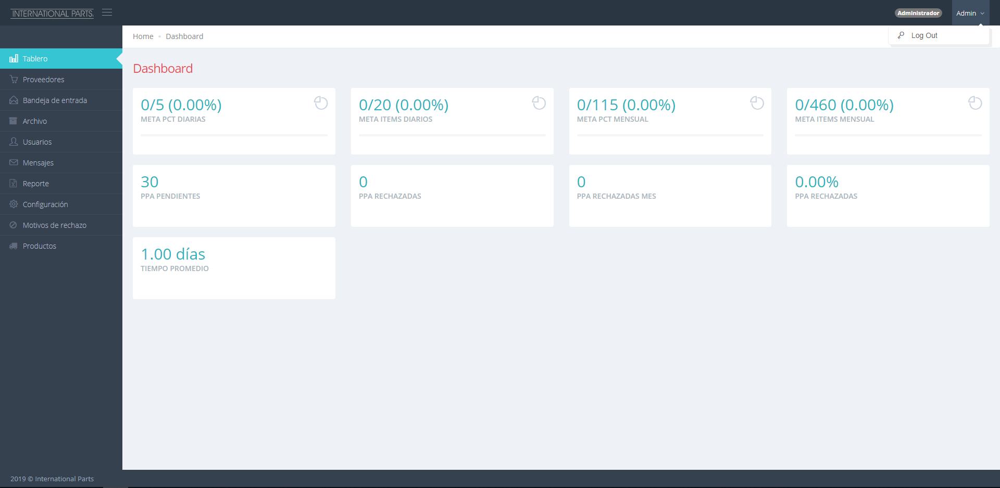 INTERNATIONAL PARTS
Administrador
Admin
Log Out
Home
Dashboard
Tablero
Proveedores
Bandeja de entrada
Archivo
Usuarios
Mensajes
Reporte
Configuración
Motivos de rechazo
Productos
Dashboard
0/5 (0.00%)
META PCT DIARIAS
0/20 (0.00%)
META ITEMS DIARIOS
0/115 (0.00%)
META PCT MENSUAL
0/460 (0.00%)
META ITEMS MENSUAL
30
PPA PENDIENTES
0
PPA RECHAZADAS
0
PPA RECHAZADAS MES
0.00%
PPA RECHAZADAS
1.00 días
TIEMPO PROMEDIO
2019 © International Parts